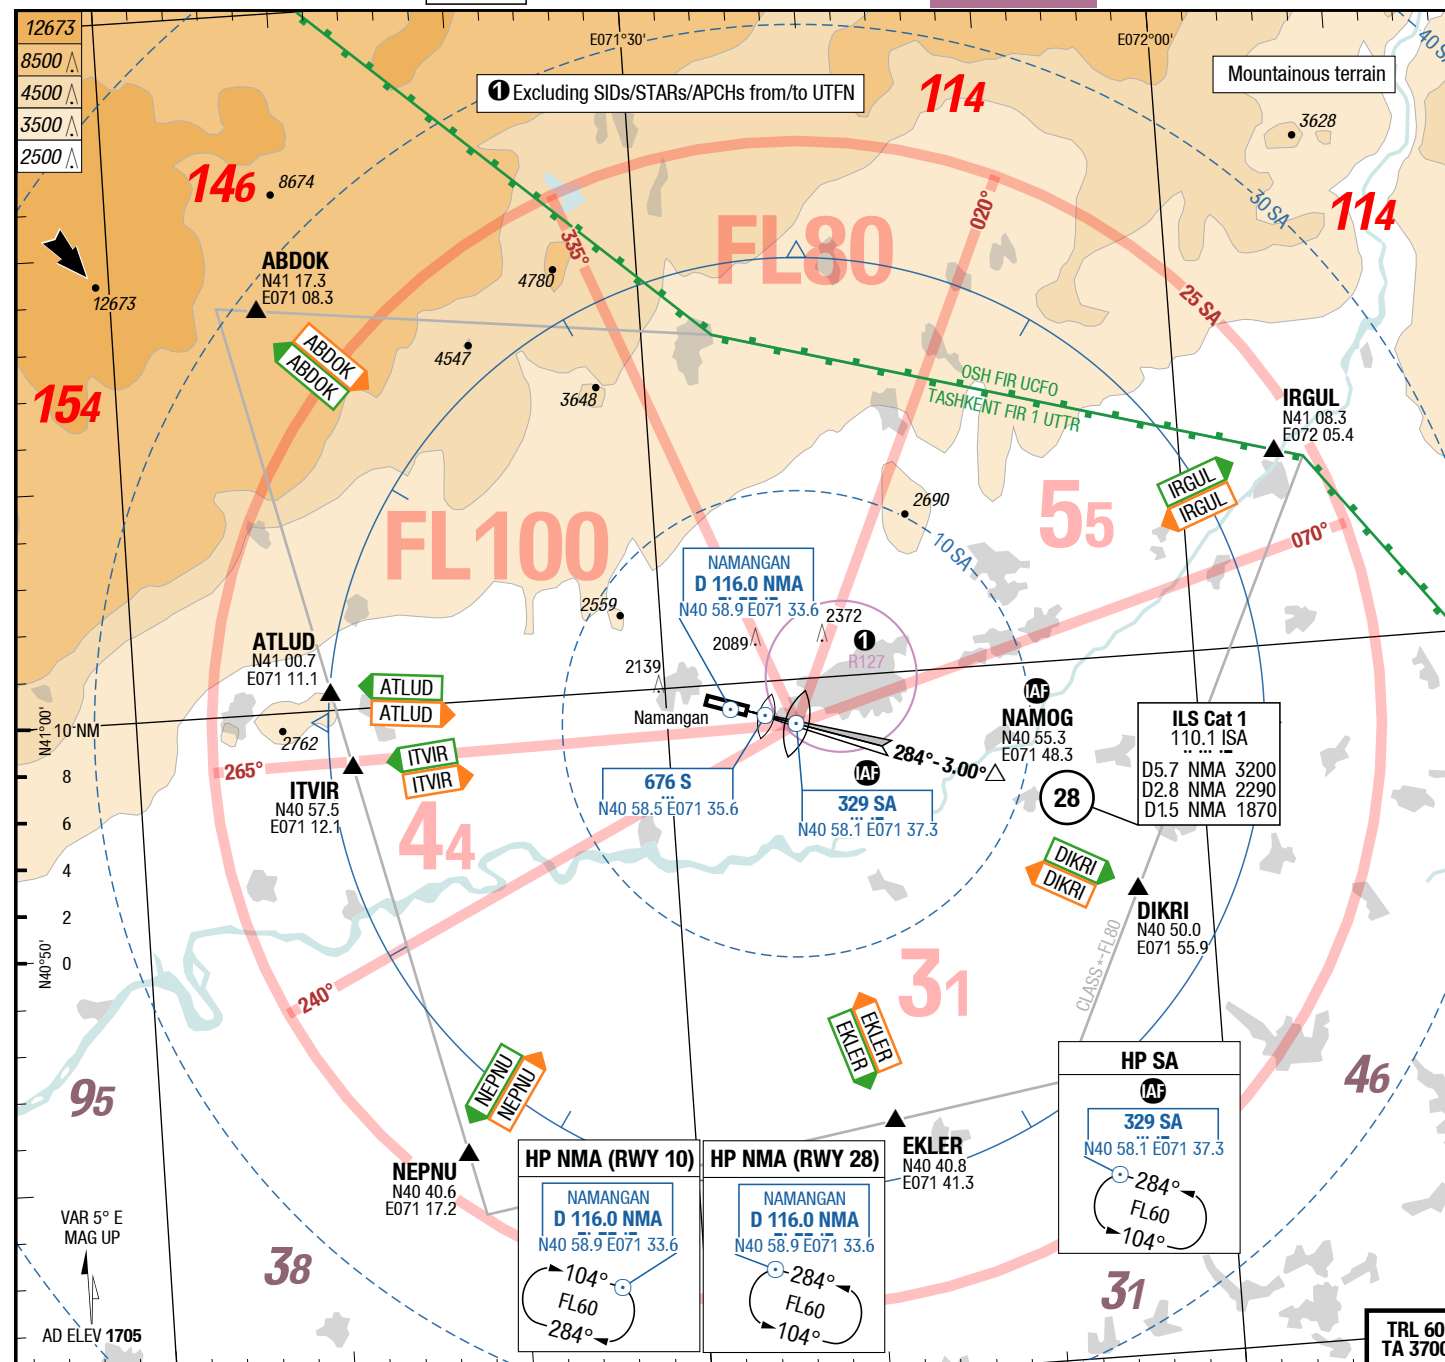 12673
8500
4500
3500
2500
E071°30'
E072°00'
40 SA
❶ Excluding SIDs/STARs/APCHs from/to UTFN
Mountainous terrain
114
3628
146
8674
114
30 SA
020°
FL80
335°
ABDOK
N41 17.3
E071 08.3
4780
12673
25 SA
ABDOK
ABDOK
4547
3648
OSH FIR UCFO
TASHKENT FIR 1 UTTR
154
IRGUL
N41 08.3
E072 05.4
IRGUL
IRGUL
2690
55
FL100
070°
10 SA
NAMANGAN
D 116.0 NMA
N40 58.9 E071 33.6
2559
2372
2089
❶
R127
ATLUD
N41 00.7
E071 11.1
2139
ATLUD
ATLUD
Namangan
IAF
NAMOG
N40 55.3
E071 48.3
ILS Cat 1
110.1 ISA
D5.7 NMA 3200
D2.8 NMA 2290
D1.5 NMA 1870
N41°00'
10 NM
2762
ITVIR
ITVIR
284° - 3.00°
265°
IAF
676 S
N40 58.5 E071 35.6
329 SA
N40 58.1 E071 37.3
28
8
ITVIR
N40 57.5
E071 12.1
6
44
4
DIKRI
DIKRI
2
DIKRI
N40 50.0
E071 55.9
N40°50'
0
CLASS *-FL80
31
240°
EKLER
EKLER
NEPNU
NEPNU
95
46
HP SA
IAF
329 SA
N40 58.1 E071 37.3
284°
FL60
104°
EKLER
N40 40.8
E071 41.3
NEPNU
N40 40.6
E071 17.2
HP NMA (RWY 10)
NAMANGAN
D 116.0 NMA
N40 58.9 E071 33.6
104°
FL60
284°
HP NMA (RWY 28)
NAMANGAN
D 116.0 NMA
N40 58.9 E071 33.6
284°
FL60
104°
VAR 5° E
MAG UP
38
31
AD ELEV 1705
TRL 60
TA 3700